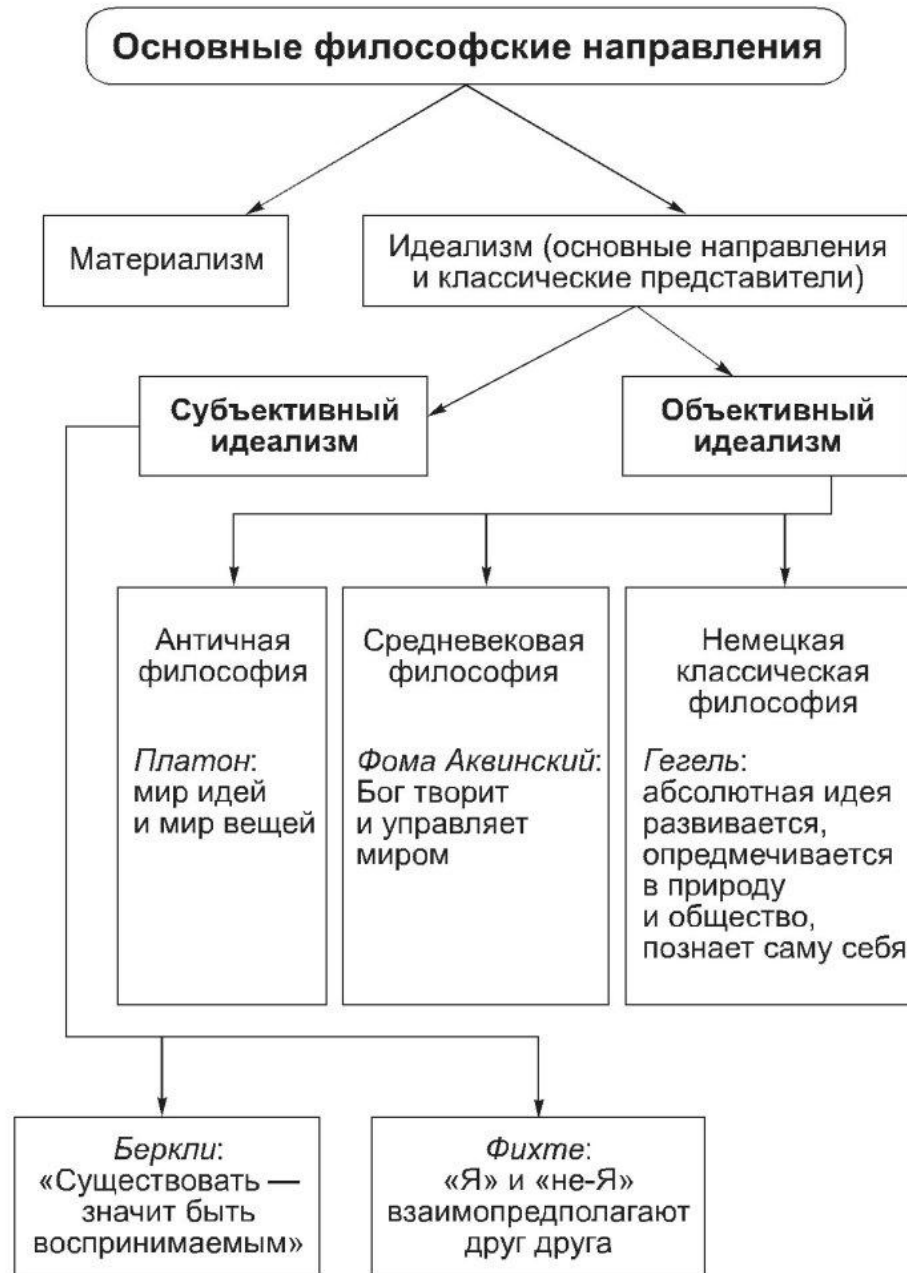 Основные философские направления
Материализм
Идеализм (основные направления
и классические представители)
Субъективный
идеализм
Объективный
идеализм
Античная
философия
Платон:
мир идей
и мир вещей
Средневековая
философия
Фома Аквинский:
Бог творит
и управляет
миром
Немецкая
классическая
философия
Гегель:
абсолютная идея
развивается,
опредмечивается
в природу
и общество,
познает саму себя
Беркли:
«Существовать —
значит быть
воспринимаемым»
Фихте:
«Я» и «не-Я»
взаимопредполагают
друг друга